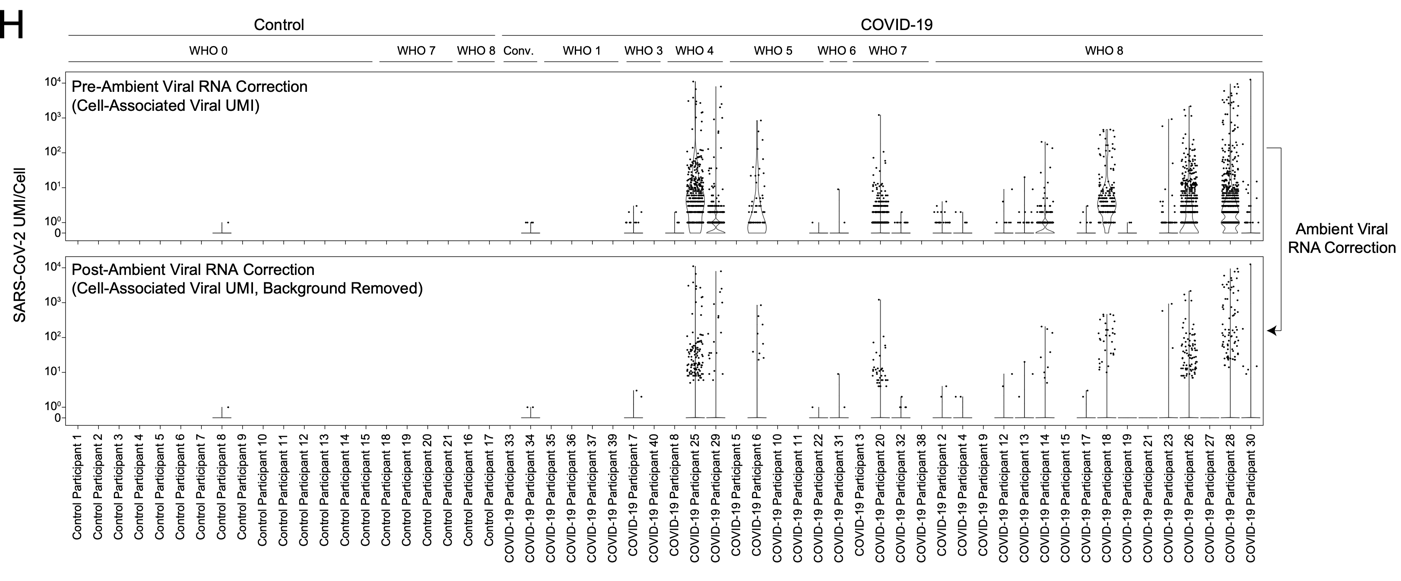 H
Control
COVID-19
WHO 0
WHO 7
WHO 8
Conv.
WHO 1
WHO 3
WHO 4
WHO 5
WHO 6
WHO 7
WHO 8
SARS-CoV-2 UMI/Cell
10⁴
10³
10²
10¹
10⁰
0
Pre-Ambient Viral RNA Correction
(Cell-Associated Viral UMI)
10⁴
10³
10²
10¹
10⁰
0
Post-Ambient Viral RNA Correction
(Cell-Associated Viral UMI, Background Removed)
Ambient Viral
RNA Correction
Control Participant 1
Control Participant 2
Control Participant 3
Control Participant 4
Control Participant 5
Control Participant 6
Control Participant 7
Control Participant 8
Control Participant 9
Control Participant 10
Control Participant 11
Control Participant 12
Control Participant 13
Control Participant 14
Control Participant 15
Control Participant 18
Control Participant 19
Control Participant 20
Control Participant 21
Control Participant 16
Control Participant 17
COVID-19 Participant 33
COVID-19 Participant 34
COVID-19 Participant 35
COVID-19 Participant 36
COVID-19 Participant 37
COVID-19 Participant 39
COVID-19 Participant 7
COVID-19 Participant 40
COVID-19 Participant 8
COVID-19 Participant 25
COVID-19 Participant 29
COVID-19 Participant 5
COVID-19 Participant 6
COVID-19 Participant 10
COVID-19 Participant 11
COVID-19 Participant 22
COVID-19 Participant 31
COVID-19 Participant 3
COVID-19 Participant 20
COVID-19 Participant 32
COVID-19 Participant 38
COVID-19 Participant 2
COVID-19 Participant 4
COVID-19 Participant 9
COVID-19 Participant 12
COVID-19 Participant 13
COVID-19 Participant 14
COVID-19 Participant 15
COVID-19 Participant 17
COVID-19 Participant 18
COVID-19 Participant 19
COVID-19 Participant 21
COVID-19 Participant 23
COVID-19 Participant 26
COVID-19 Participant 27
COVID-19 Participant 28
COVID-19 Participant 30